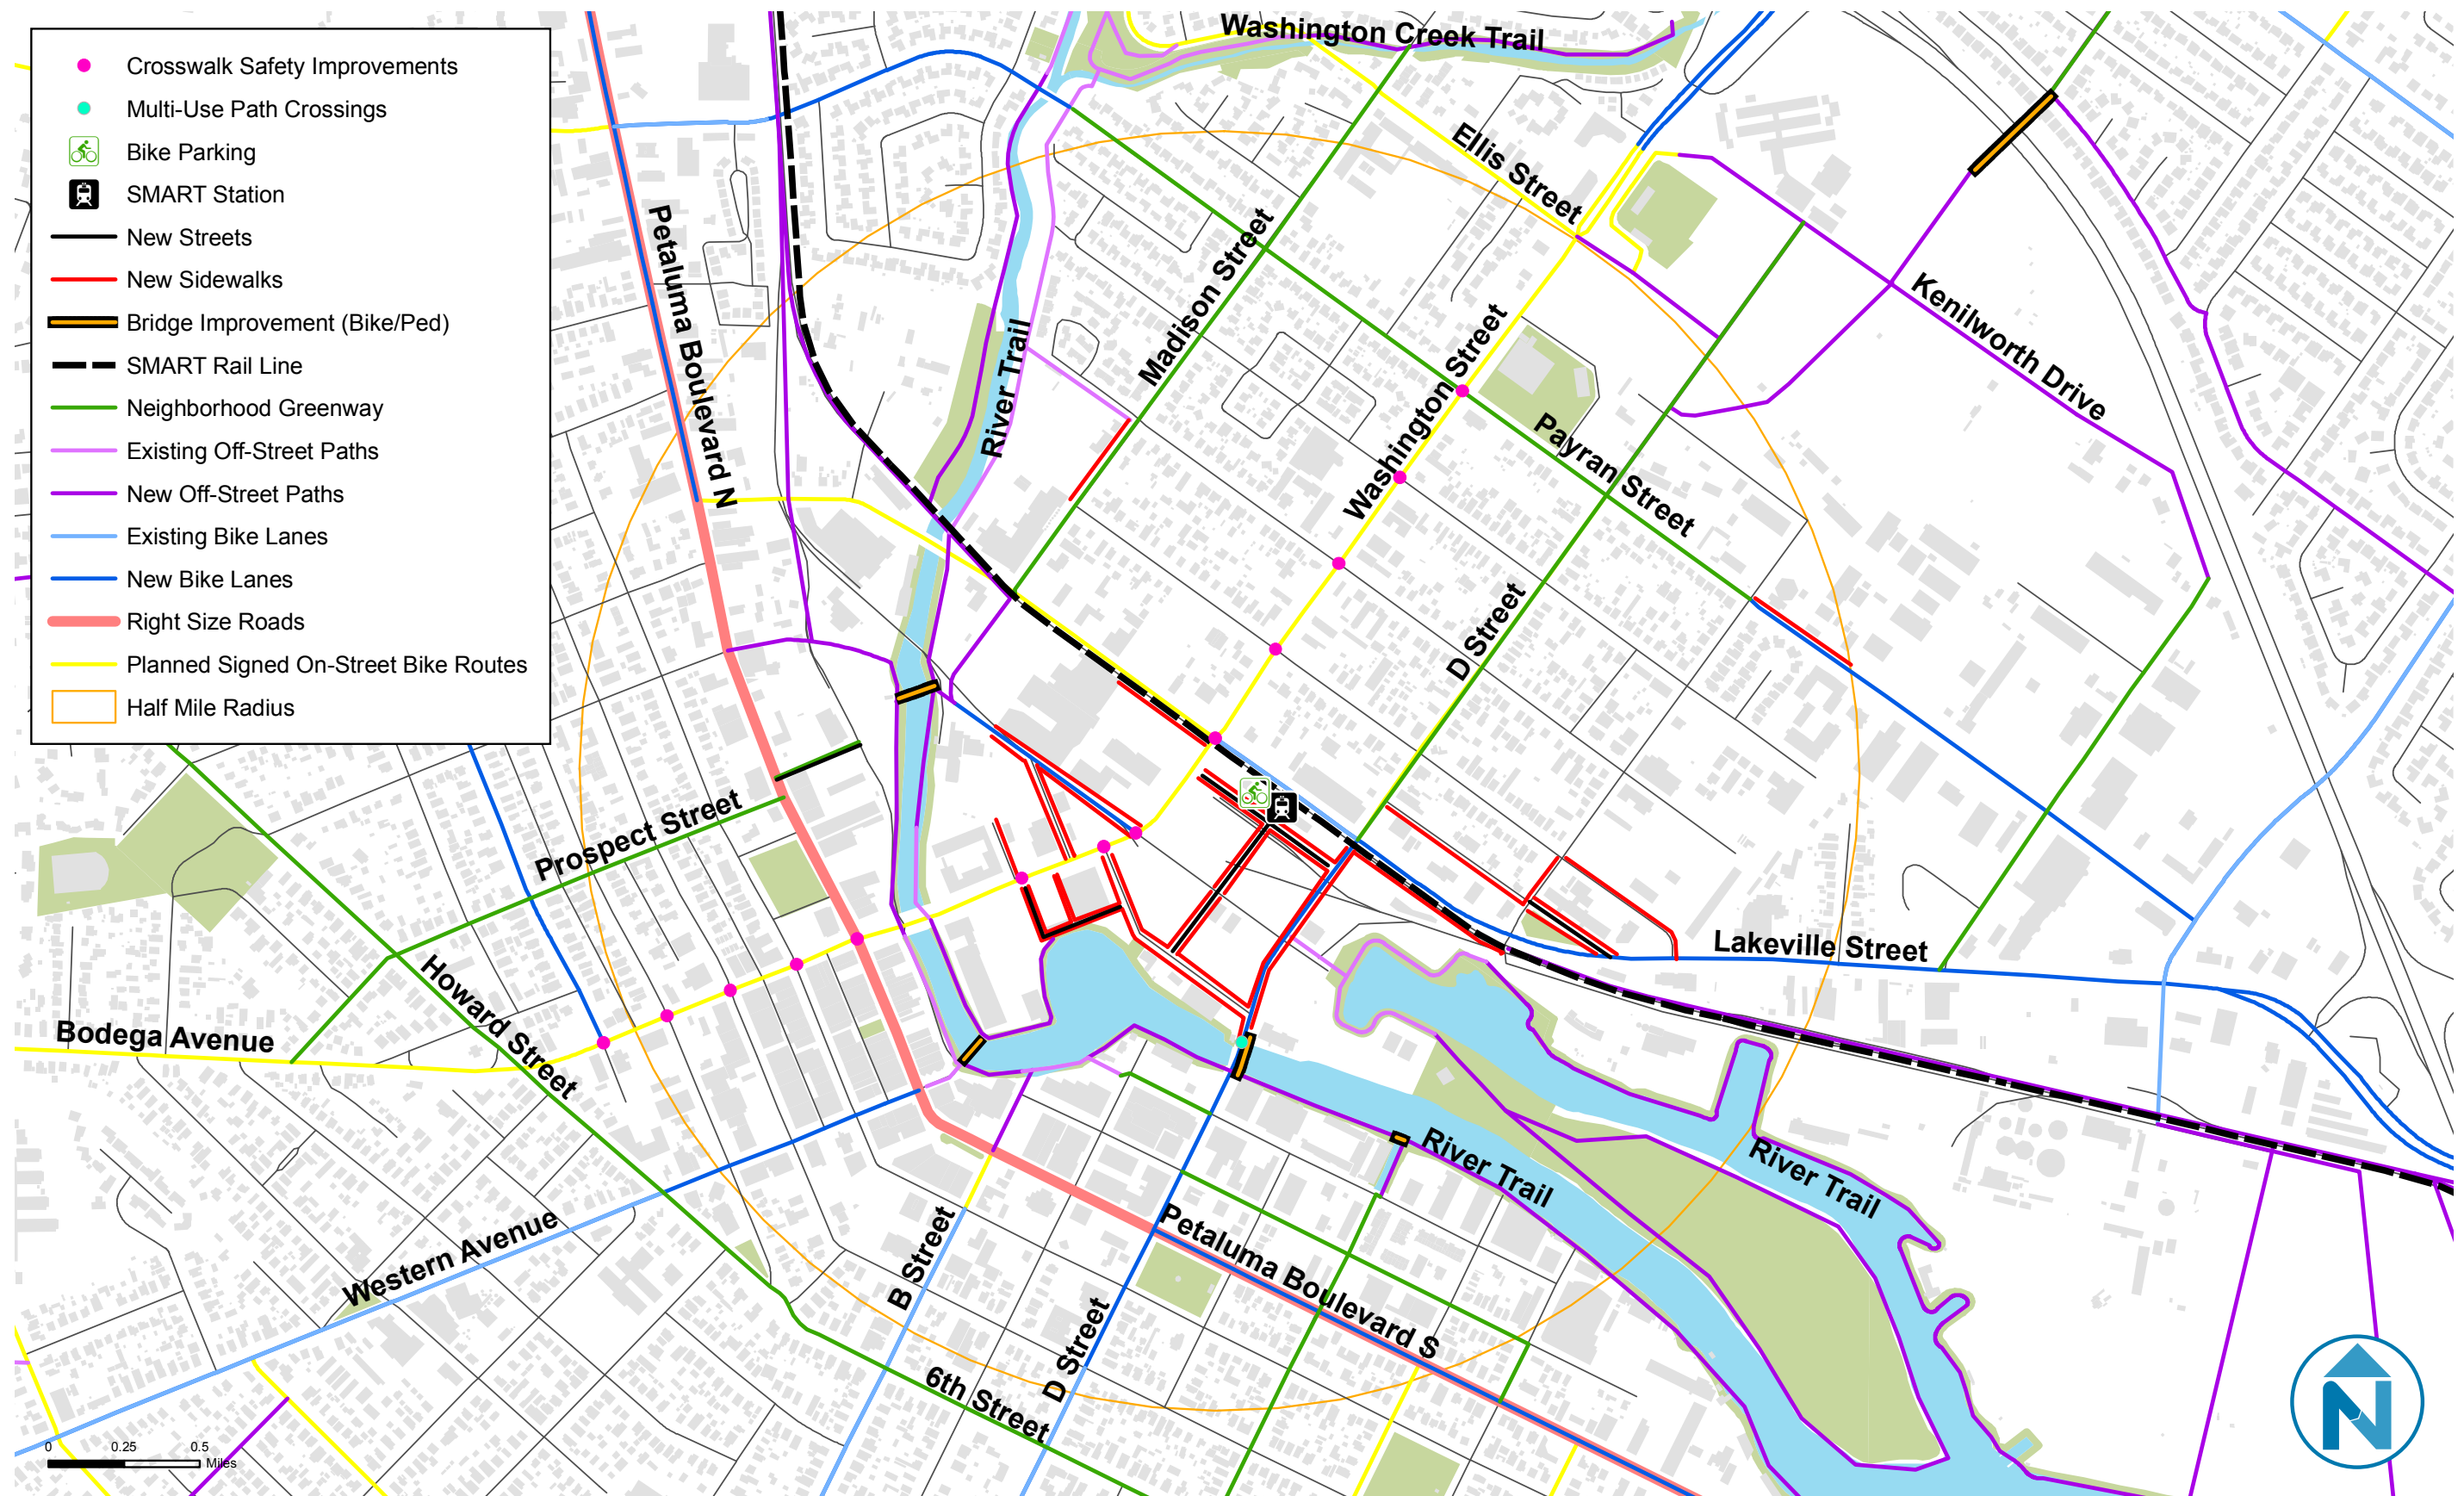 Crosswalk Safety Improvements
Multi-Use Path Crossings
Bike Parking
SMART Station
New Streets
New Sidewalks
Bridge Improvement (Bike/Ped)
SMART Rail Line
Neighborhood Greenway
Existing Off-Street Paths
New Off-Street Paths
Existing Bike Lanes
New Bike Lanes
Right Size Roads
Planned Signed On-Street Bike Routes
Half Mile Radius
Washington Creek Trail
Ellis Street
Petaluma Boulevard N
Madison Street
River Trail
Washington Street
Kenilworth Drive
Payran Street
D Street
Prospect Street
Lakeville Street
Howard Street
Bodega Avenue
River Trail
River Trail
Western Avenue
B Street
Petaluma Boulevard S
D Street
6th Street
0 0.25 0.5
Miles
N